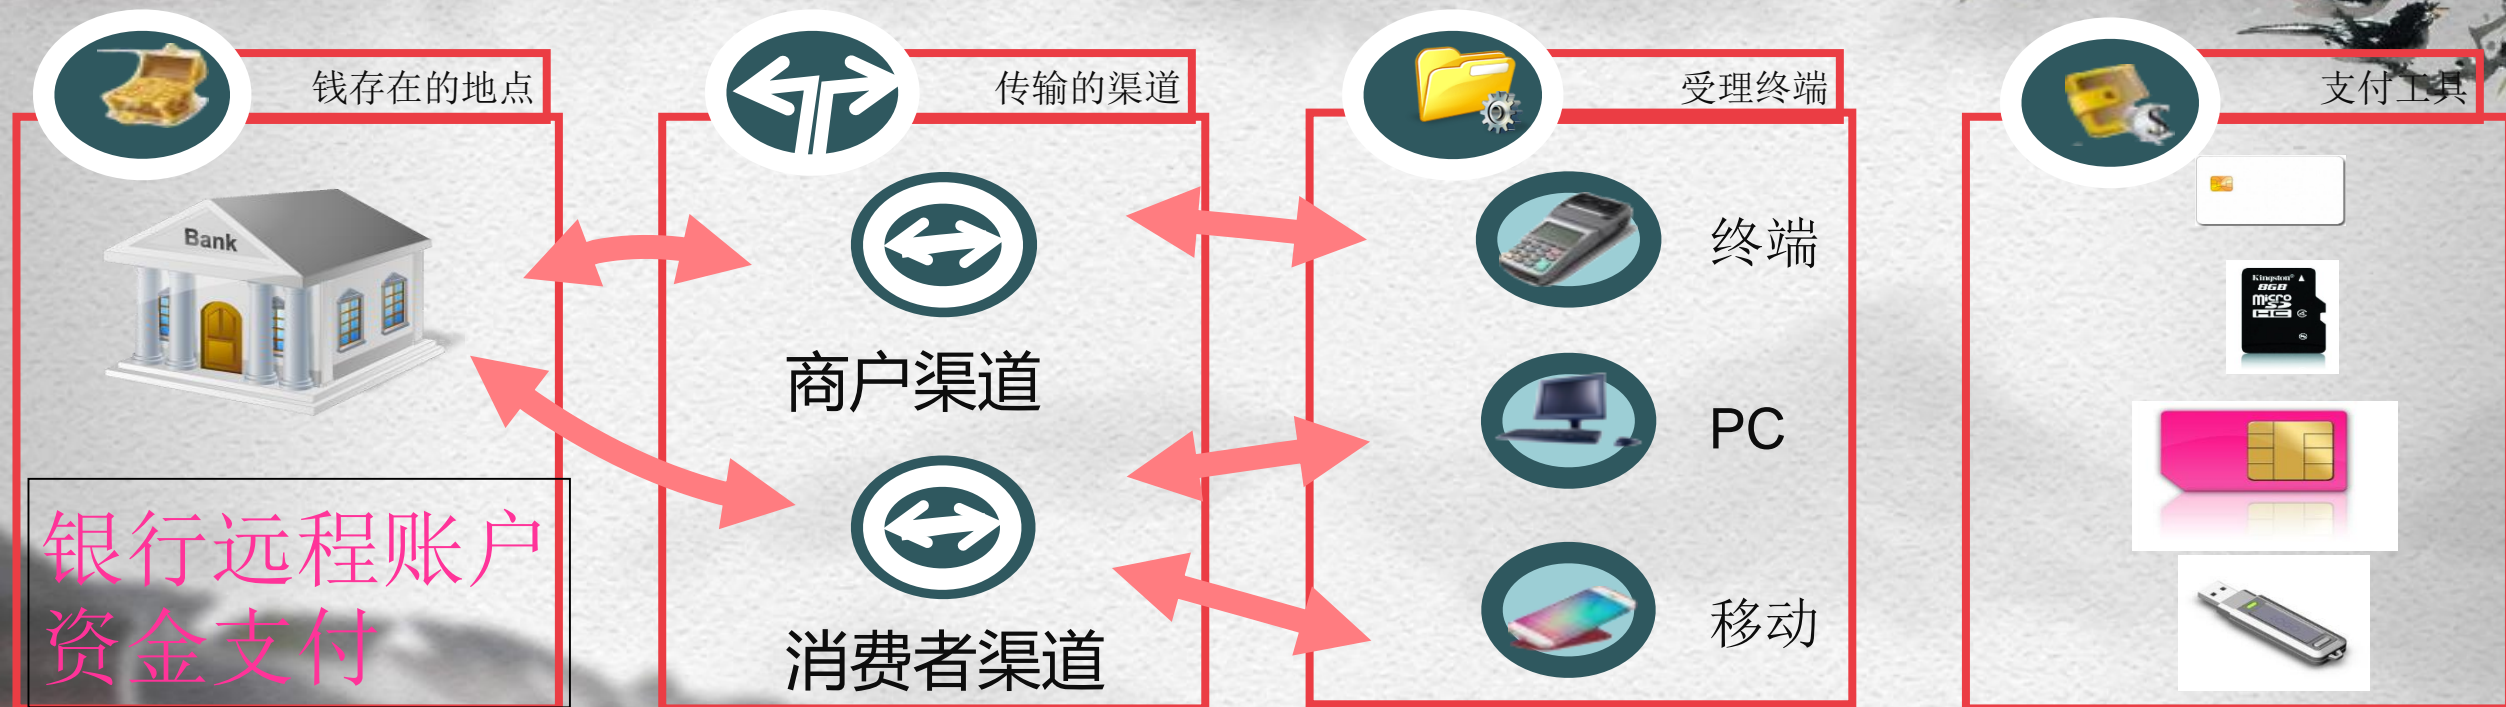 钱存在的地点
传输的渠道
受理终端
支付工具
Bank
终端
Kingston®
8GB
Micro
SD
HC
商户渠道
PC
银行远程账户
资金支付
消费者渠道
移动